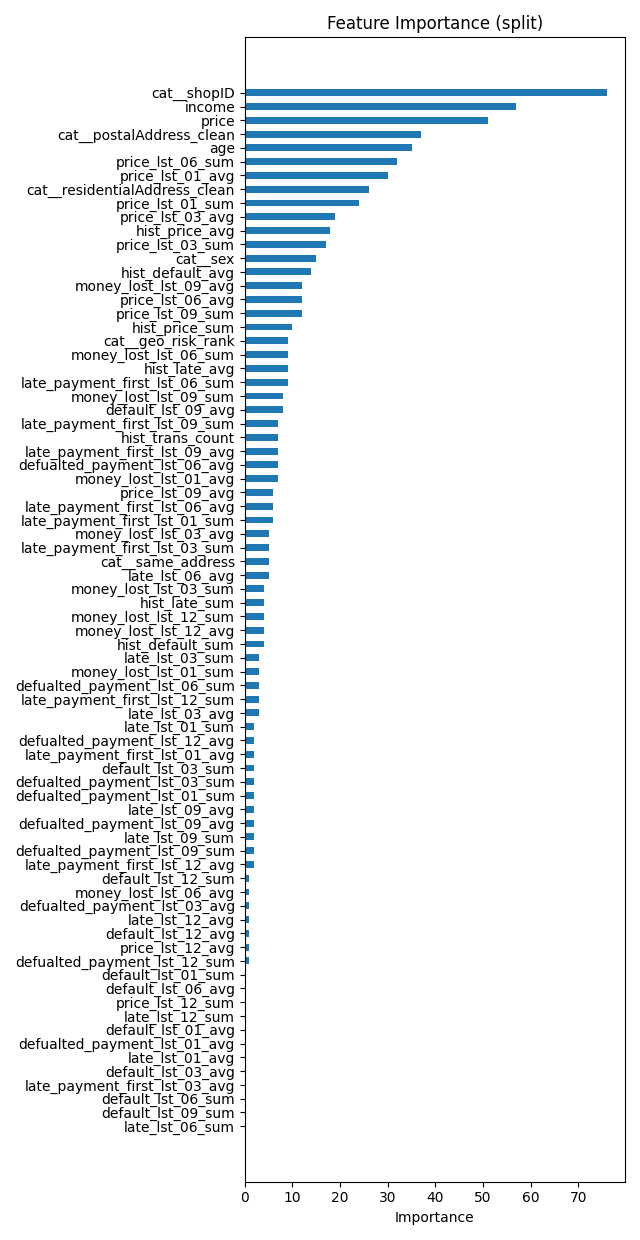 Feature Importance (split)
cat__shopID
income
price
cat__postalAddress_clean
age
price_lst_06_sum
price_lst_01_avg
cat__residentialAddress_clean
price_lst_01_sum
price_lst_03_avg
hist_price_avg
price_lst_03_sum
cat__sex
hist_default_avg
money_lost_lst_09_avg
price_lst_06_avg
price_lst_09_sum
hist_price_sum
cat__geo_risk_rank
money_lost_lst_06_sum
hist_late_avg
late_payment_first_lst_06_sum
money_lost_lst_09_sum
default_lst_09_avg
late_payment_first_lst_09_sum
hist_trans_count
late_payment_first_lst_09_avg
defualted_payment_lst_06_avg
money_lost_lst_01_avg
price_lst_09_avg
late_payment_first_lst_06_avg
late_payment_first_lst_01_sum
money_lost_lst_03_avg
late_payment_first_lst_03_sum
cat__same_address
late_lst_06_avg
money_lost_lst_03_sum
hist_late_sum
money_lost_lst_12_sum
money_lost_lst_12_avg
hist_default_sum
late_lst_03_sum
money_lost_lst_01_sum
defualted_payment_lst_06_sum
late_payment_first_lst_12_sum
late_lst_03_avg
late_lst_01_sum
defualted_payment_lst_12_avg
late_payment_first_lst_01_avg
default_lst_03_sum
defualted_payment_lst_03_sum
defualted_payment_lst_01_sum
late_lst_09_avg
defualted_payment_lst_09_avg
late_lst_09_sum
defualted_payment_lst_09_sum
late_payment_first_lst_12_avg
default_lst_12_sum
money_lost_lst_06_avg
defualted_payment_lst_03_avg
late_lst_12_avg
default_lst_12_avg
price_lst_12_avg
defualted_payment_lst_12_sum
default_lst_01_sum
default_lst_06_avg
price_lst_12_sum
late_lst_12_sum
default_lst_01_avg
defualted_payment_lst_01_avg
late_lst_01_avg
default_lst_03_avg
late_payment_first_lst_03_avg
default_lst_06_sum
default_lst_09_sum
late_lst_06_sum
0 10 20 30 40 50 60 70
Importance